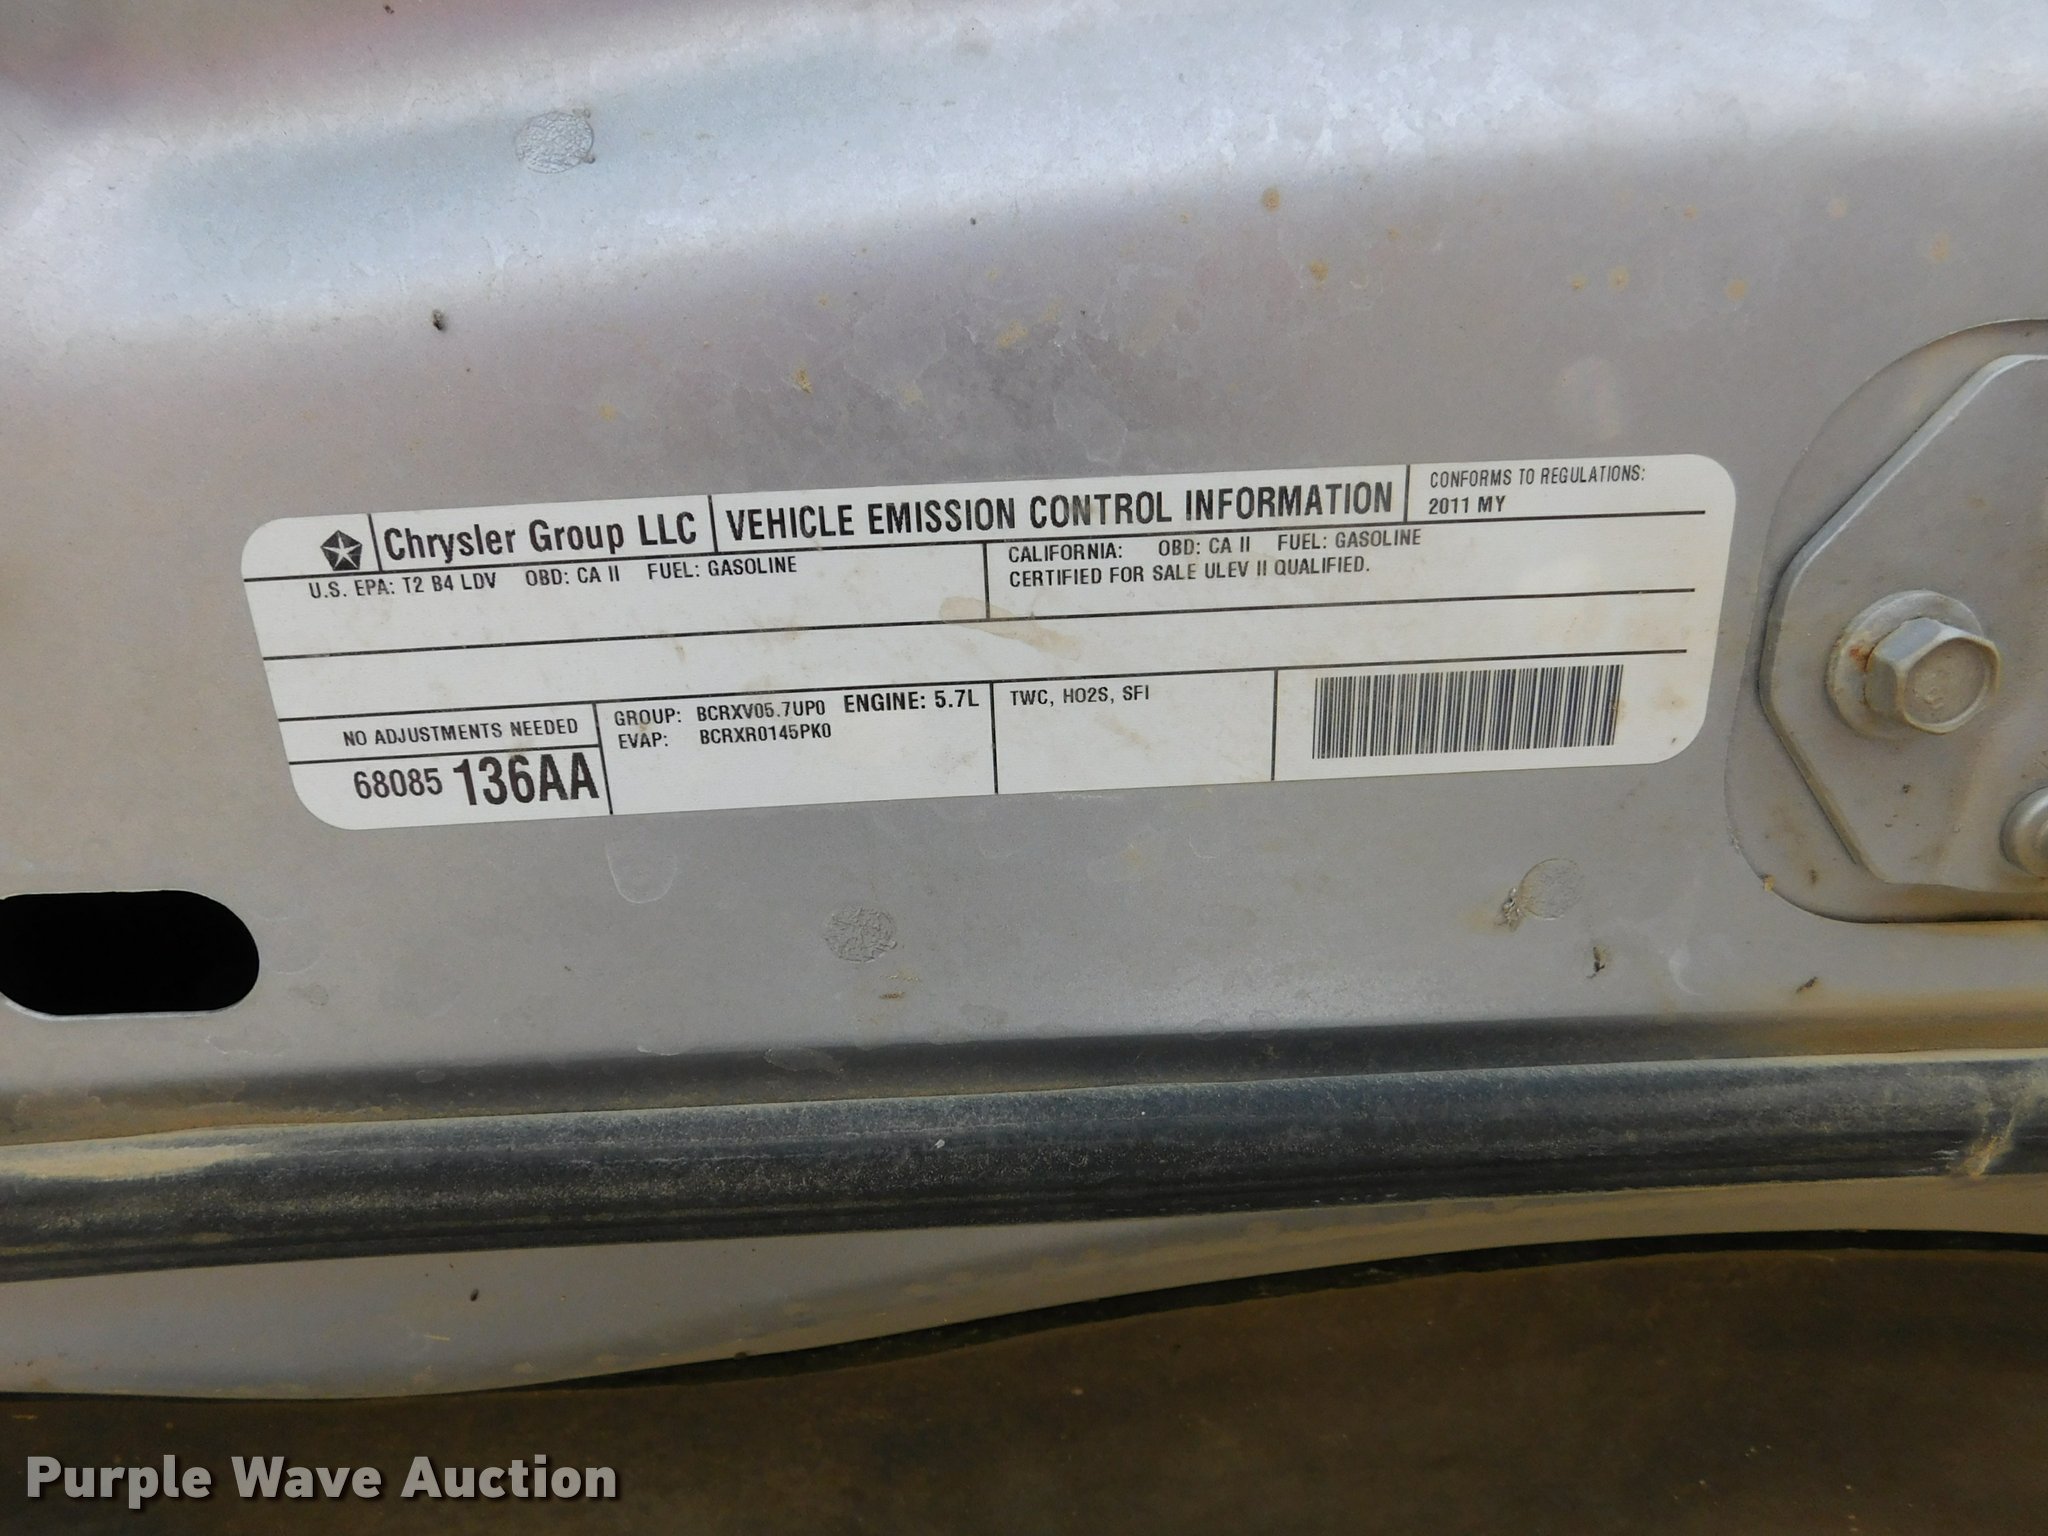 Chrysler Group LLC
VEHICLE EMISSION CONTROL INFORMATION
CONFORMS TO REGULATIONS:
2011 MY
U.S. EPA: T2 B4 LDV OBD: CA II FUEL: GASOLINE
CALIFORNIA: OBD: CA II FUEL: GASOLINE
CERTIFIED FOR SALE ULEV II QUALIFIED.
NO ADJUSTMENTS NEEDED
68085 136AA
GROUP: BCRXV05.7UP0 ENGINE: 5.7L
EVAP: BCRXR0145PK0
TWC, HO2S, SFI
Purple Wave Auction